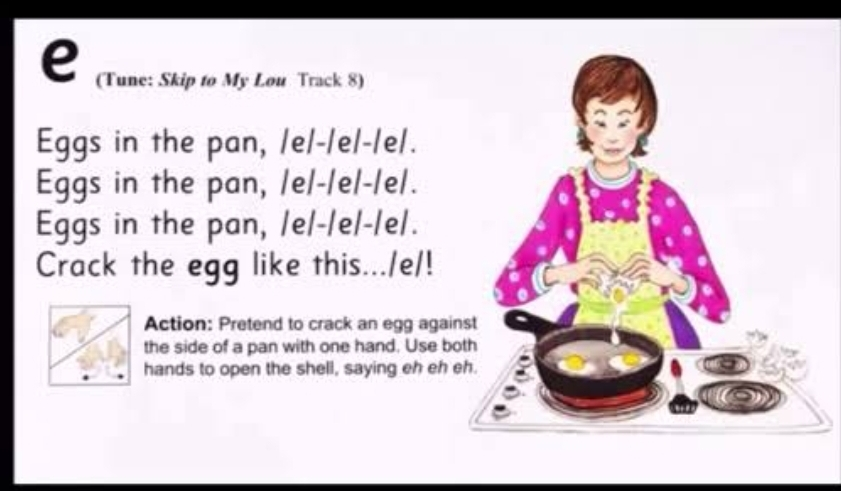 e
(Tune: Skip to My Lou Track 8)
Eggs in the pan, /e/-/e/-/e/.
Eggs in the pan, /e/-/e/-/e/.
Eggs in the pan, /e/-/e/-/e/.
Crack the egg like this.../e/!
Action: Pretend to crack an egg against
the side of a pan with one hand. Use both
hands to open the shell, saying eh eh eh.